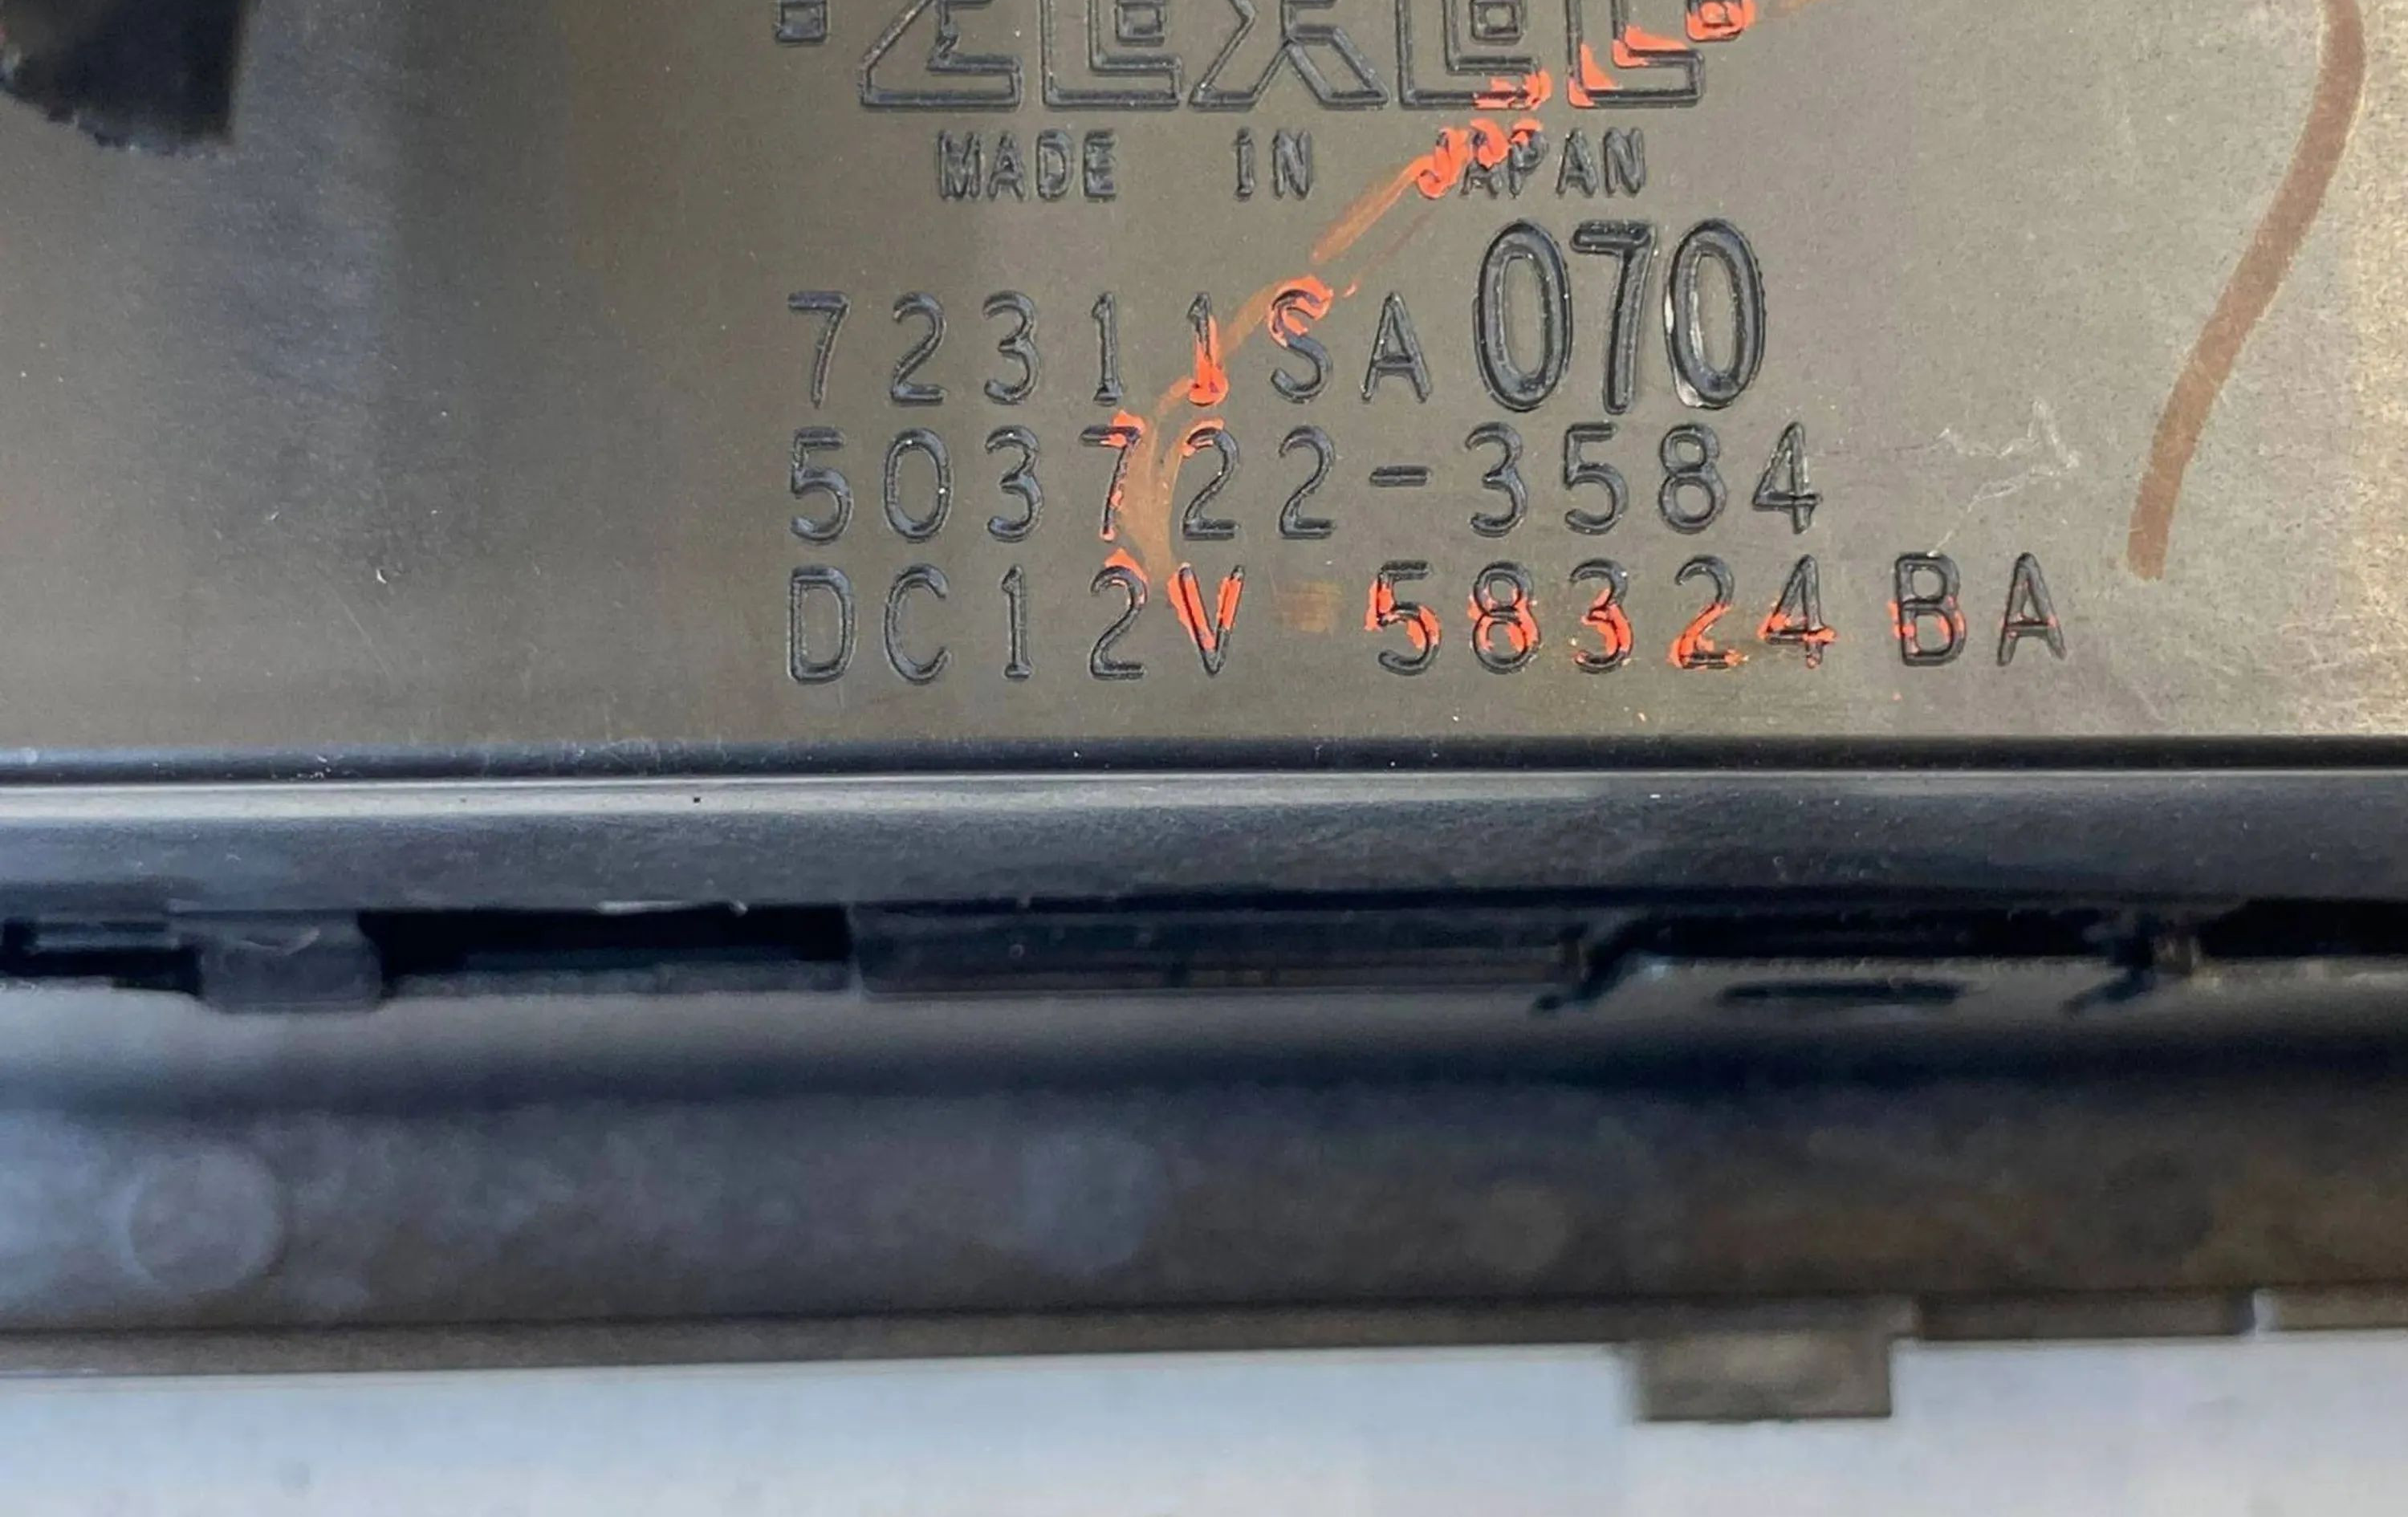 ZEXEL
MADE IN JAPAN
72311SA070
503722-3584
DC12V 58324BA